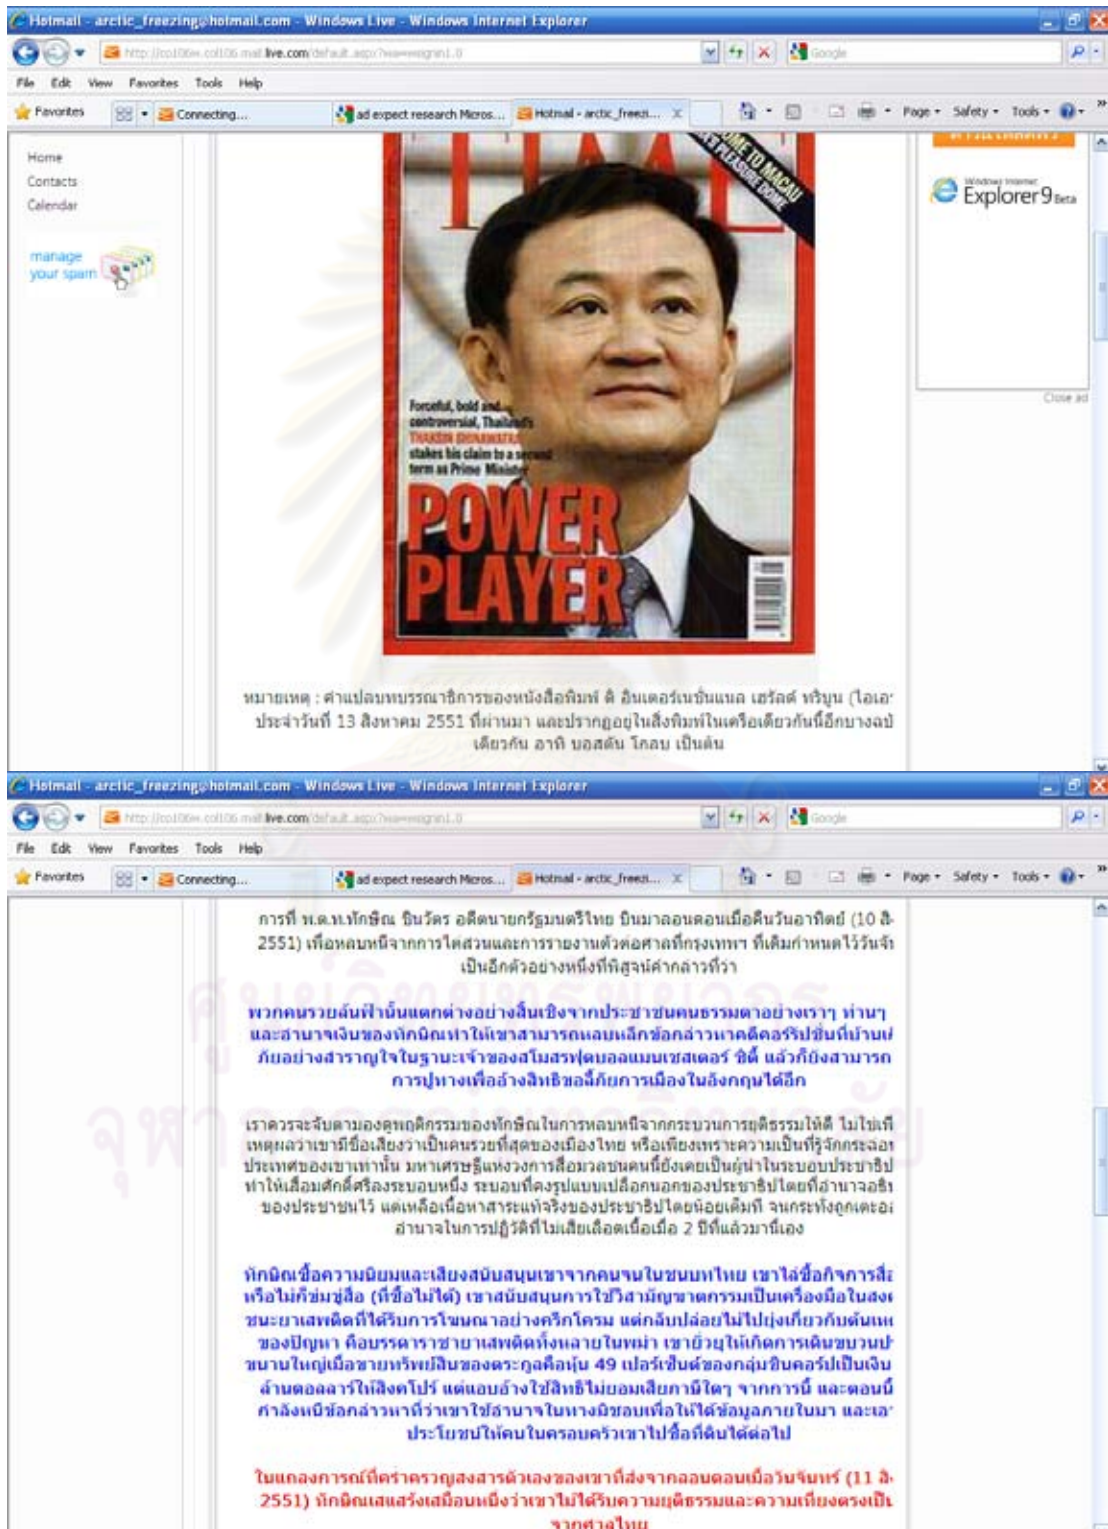 Hotmail - arctic_freezing@hotmail.com - Windows Live - Windows Internet Explorer
live.com
Google
File Edit View Favorites Tools Help
Favorites
Connecting...
ad expect research Micros...
Hotmail - arctic_freezi...
Page Safety Tools
Home
Contacts
Calendar
manage
your spam
TIME
COME TO MACAU
PLEASURE DOME
Forceful, bold and
controversial, Thailand's
THAKSIN SHINAWATRA
stakes his claim to a second
term as Prime Minister
POWER
PLAYER
Windows Internet
Explorer 9 Beta
Close ad
หมายเหตุ : คำแปลบทบรรณาธิการของหนังสือพิมพ์ ดิ อินเตอร์เนชั่นแนล เฮรัลด์ ทริบูน (ไอเอ
ประจำวันที่ 13 สิงหาคม 2551 ที่ผ่านมา และปรากฏอยู่ในสิ่งพิมพ์ในเครือเดียวกันนี้อีกบางฉบั
เดียวกัน อาทิ บอสตัน โกลบ เป็นต้น
Hotmail - arctic_freezing@hotmail.com - Windows Live - Windows Internet Explorer
live.com
Google
File Edit View Favorites Tools Help
Favorites
Connecting...
ad expect research Micros...
Hotmail - arctic_freezi...
Page Safety Tools
การที่ พ.ต.ท.ทักษิณ ชินวัตร อดีตนายกรัฐมนตรีไทย บินมาลอนดอนเมื่อคืนวันอาทิตย์ (10 สิ
2551) เพื่อหลบหนีจากการไต่สวนและการรายงานตัวต่อศาลที่กรุงเทพฯ ที่เดิมกำหนดไว้วันจั
เป็นอีกตัวอย่างหนึ่งที่พิสูจน์คำกล่าวที่ว่า
พวกคนรวยล้นฟ้านั้นแตกต่างอย่างสิ้นเชิงจากประชาชนคนธรรมดาอย่างเราๆ ท่านๆ
และอำนาจเงินของทักษิณทำให้เขาสามารถหลบหลีกข้อกล่าวหาคดีคอร์รัปชั่นที่บ้านเ
ภัยอย่างสำราญใจในฐานะเจ้าของสโมสรฟุตบอลแมนเชสเตอร์ ซิตี้ แล้วก็ยังสามารถ
การปูทางเพื่ออ้างสิทธิขอลี้ภัยการเมืองในอังกฤษได้อีก
เราควรจะจับตามองดูพฤติกรรมของทักษิณในการหลบหนีจากกระบวนการยุติธรรมให้ดี ไม่ใช่เพี
เหตุผลว่าเขามีชื่อเสียงว่าเป็นคนรวยที่สุดของเมืองไทย หรือเพียงเพราะความเป็นที่รู้จักกระฉ่อน
ประเทศของเขาเท่านั้น มหาเศรษฐีแห่งวงการสื่อมวลชนคนนี้ยังเคยเป็นผู้นำในระบอบประชาธิป
ทำให้เสื่อมศักดิ์ศรีลงระบอบหนึ่ง ระบอบที่คงรูปแบบเปลือกนอกของประชาธิปไตยที่อำนาจอธิป
ของประชาชนไว้ แต่เหลือเนื้อหาสาระแท้จริงของประชาธิปไตยน้อยเต็มที จนกระทั่งถูกเตะอ
อำนาจในการปฏิวัติที่ไม่เสียเลือดเนื้อเมื่อ 2 ปีที่แล้วมานี้เอง
ทักษิณซื้อความนิยมและเสียงสนับสนุนเขาจากคนจนในชนบทไทย เขาไล่ซื้อกิจการสื่อ
หรือไม่ก็ข่มขู่สื่อ (ที่ซื้อไม่ได้) เขาสนับสนุนการใช้วิสามัญฆาตกรรมเป็นเครื่องมือในสง
ชนะยาเสพติดที่ได้รับการโฆษณาอย่างครึกโครม แต่กลับปล่อยไม่ไปยุ่งเกี่ยวกับต้นเห
ของปัญหา คือบรรดาราชายาเสพติดทั้งหลายในพม่า เขายั่วยุให้เกิดการเดินขบวนป
ขนานใหญ่เมื่อขายทรัพย์สินของตระกูลคือหุ้น 49 เปอร์เซ็นต์ของกลุ่มชินคอร์ปเป็นเงิน
ล้านดอลลาร์ให้สิงคโปร์ แต่แอบอ้างใช้สิทธิไม่ยอมเสียภาษีใดๆ จากการนี้ และตอนนี้
กำลังหนีข้อกล่าวหาที่ว่าเขาใช้อำนาจในทางมิชอบเพื่อให้ได้ข้อมูลภายในมา และเอา
ประโยชน์ให้คนในครอบครัวเขาไปซื้อที่ดินได้ต่อไป
ในแถลงการณ์ที่คร่ำครวญสงสารตัวเองของเขาที่ส่งจากลอนดอนเมื่อวันจันทร์ (11 สิ
2551) ทักษิณเสแสร้งเสมือนหนึ่งว่าเขาไม่ได้รับความยุติธรรมและความเที่ยงตรงเป็น
จากศาลไทย
ศูนย์วิทยทรัพยากร
จุฬาลงกรณ์มหาวิทยาลัย